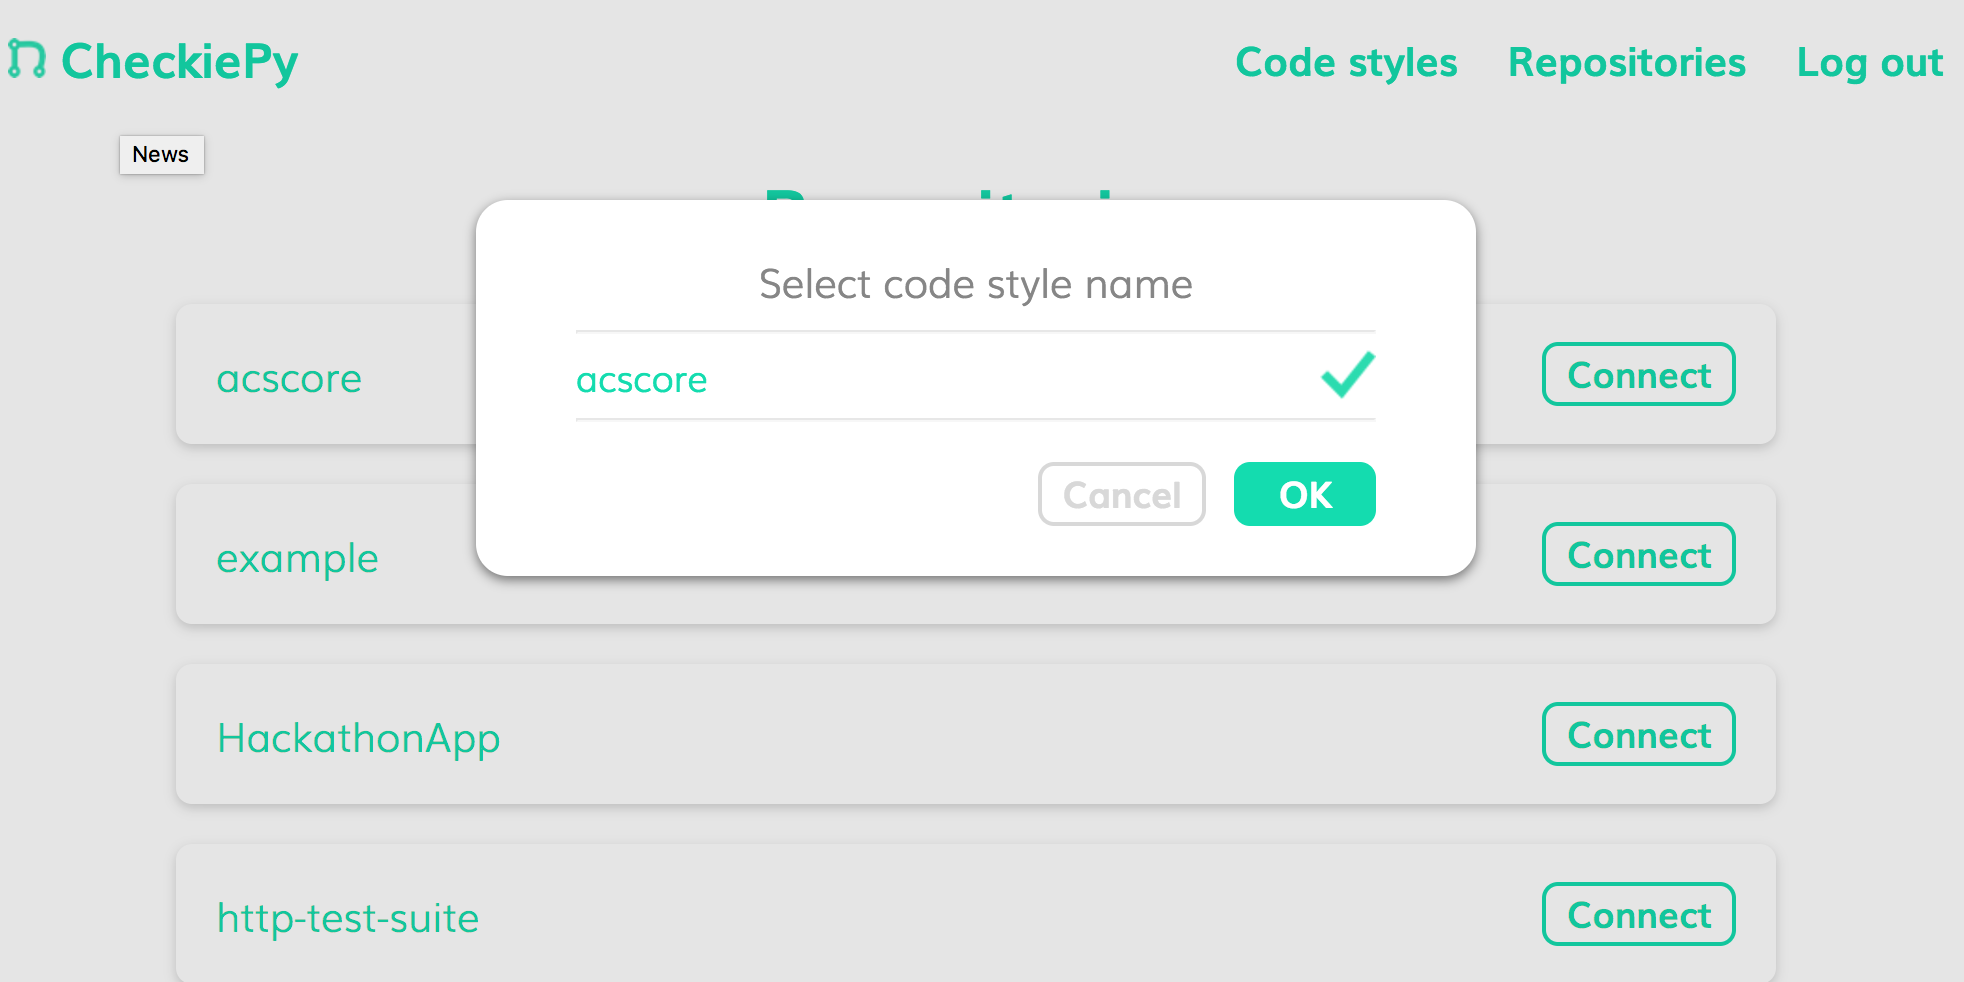 CheckiePy
Code styles
Repositories
Log out
News
Select code style name
acscore
Cancel
OK
acscore
Connect
example
Connect
HackathonApp
Connect
http-test-suite
Connect